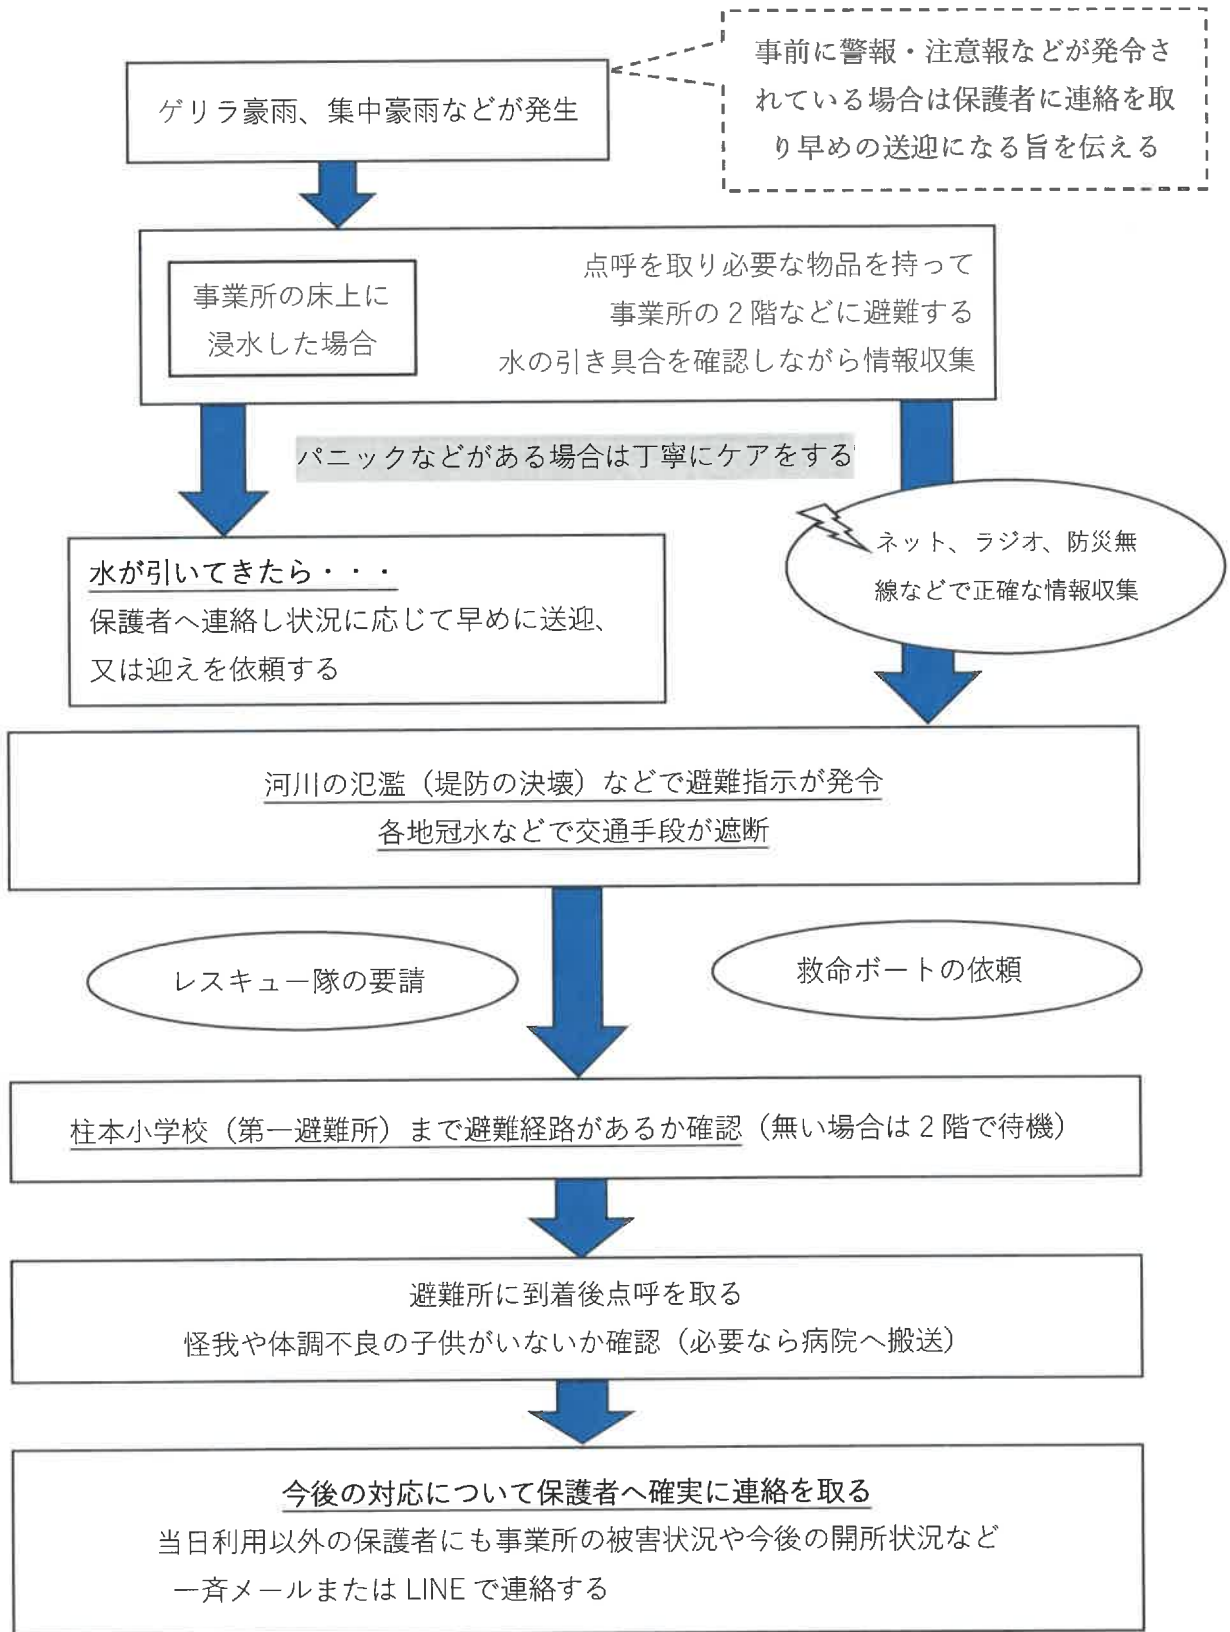 事前に警報・注意報などが発令さ
れている場合は保護者に連絡を取
り早めの送迎になる旨を伝える
ゲリラ豪雨、集中豪雨などが発生
事業所の床上に
浸水した場合
点呼を取り必要な物品を持って
事業所の2階などに避難する
水の引き具合を確認しながら情報収集
パニックなどがある場合は丁寧にケアをする
ネット、ラジオ、防災無
線などで正確な情報収集
水が引いてきたら・・・
保護者へ連絡し状況に応じて早めに送迎、
又は迎えを依頼する
河川の氾濫（堤防の決壊）などで避難指示が発令
各地冠水などで交通手段が遮断
レスキュー隊の要請
救命ボートの依頼
柱本小学校（第一避難所）まで避難経路があるか確認（無い場合は2階で待機）
避難所に到着後点呼を取る
怪我や体調不良の子供がいないか確認（必要なら病院へ搬送）
今後の対応について保護者へ確実に連絡を取る
当日利用以外の保護者にも事業所の被害状況や今後の開所状況など
一斉メールまたは LINE で連絡する